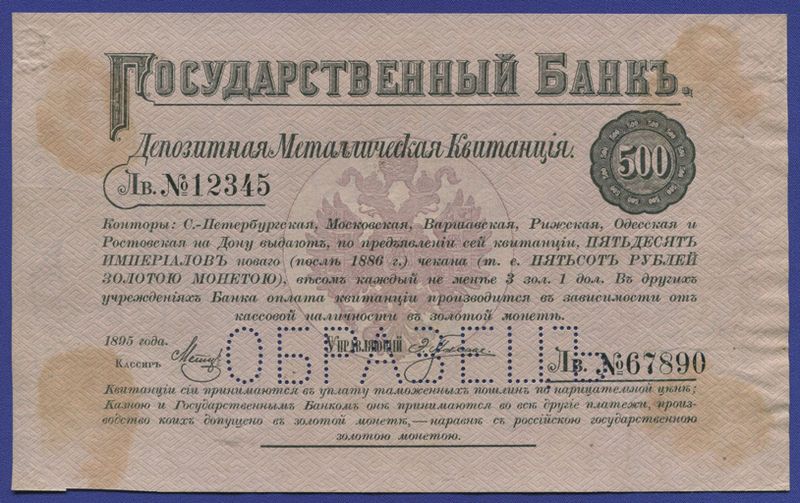 Государственный Банкъ.
Депозитная Металлическая Квитанція.
500
Лв. №12345
Конторы: С.-Петербургская, Московская, Варшавская, Рижская, Одесская и
Ростовская на Дону выдаютъ, по предъявленіи сей квитанціи, ПЯТЬДЕСЯТЪ
ИМПЕРІАЛОВЪ новаго (послѣ 1886 г.) чекана (т. е. ПЯТЬСОТЪ РУБЛЕЙ
ЗОЛОТОЮ МОНЕТОЮ), вѣсомъ каждый не менѣе 3 зол. 1 дол. Въ другихъ
учрежденіяхъ Банка оплата квитанціи производится въ зависимости отъ
кассовой наличности въ золотой монетѣ.
1895 года.
Управляющій
ОБРАЗЕЦЪ
Кассиръ
Лв. №67890
Квитанціи сіи принимаются въ уплату таможенныхъ пошлинъ по нарицательной цѣнѣ;
Казною и Государственнымъ Банкомъ онѣ принимаются во всѣ другіе платежи, произ-
водство коихъ допущено въ золотой монетѣ,—наравнѣ съ россійскою государственною
золотою монетою.